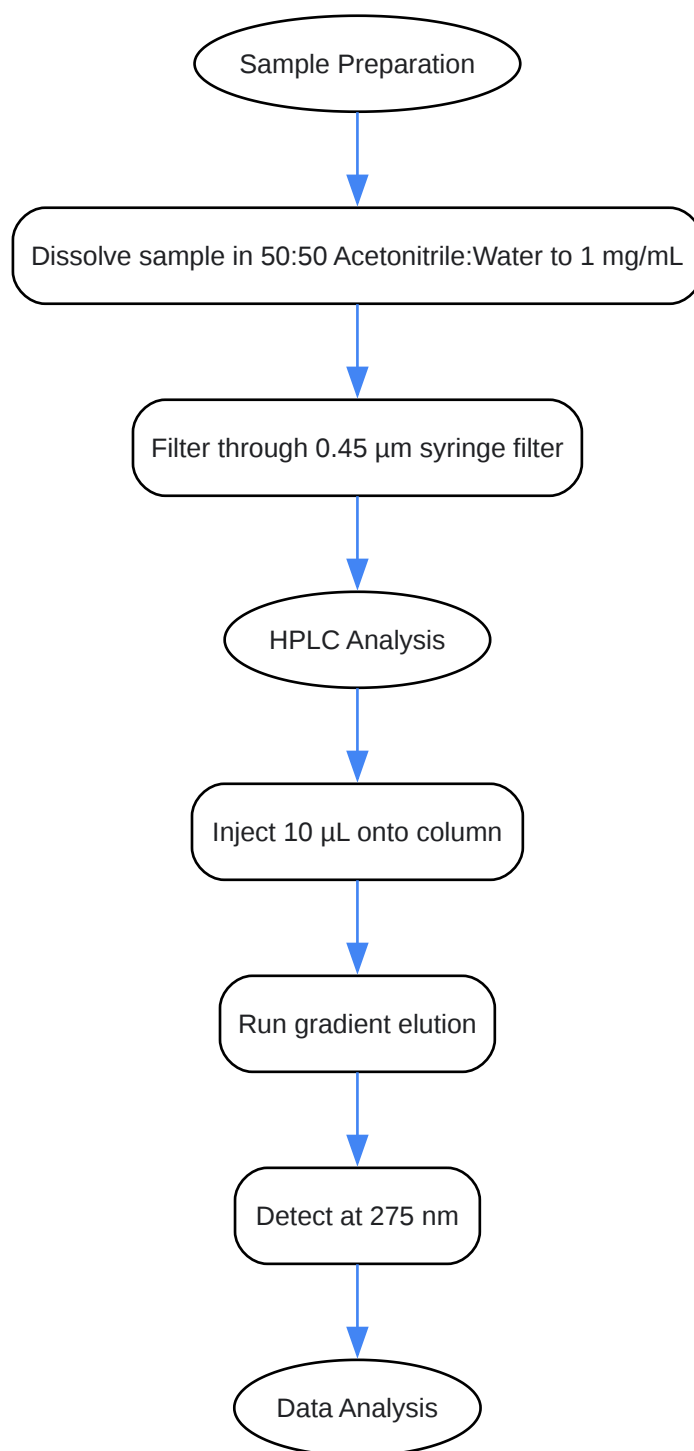 Sample Preparation
Dissolve sample in 50:50 Acetonitrile:Water to 1 mg/mL
Filter through 0.45 µm syringe filter
HPLC Analysis
Inject 10 µL onto column
Run gradient elution
Detect at 275 nm
Data Analysis